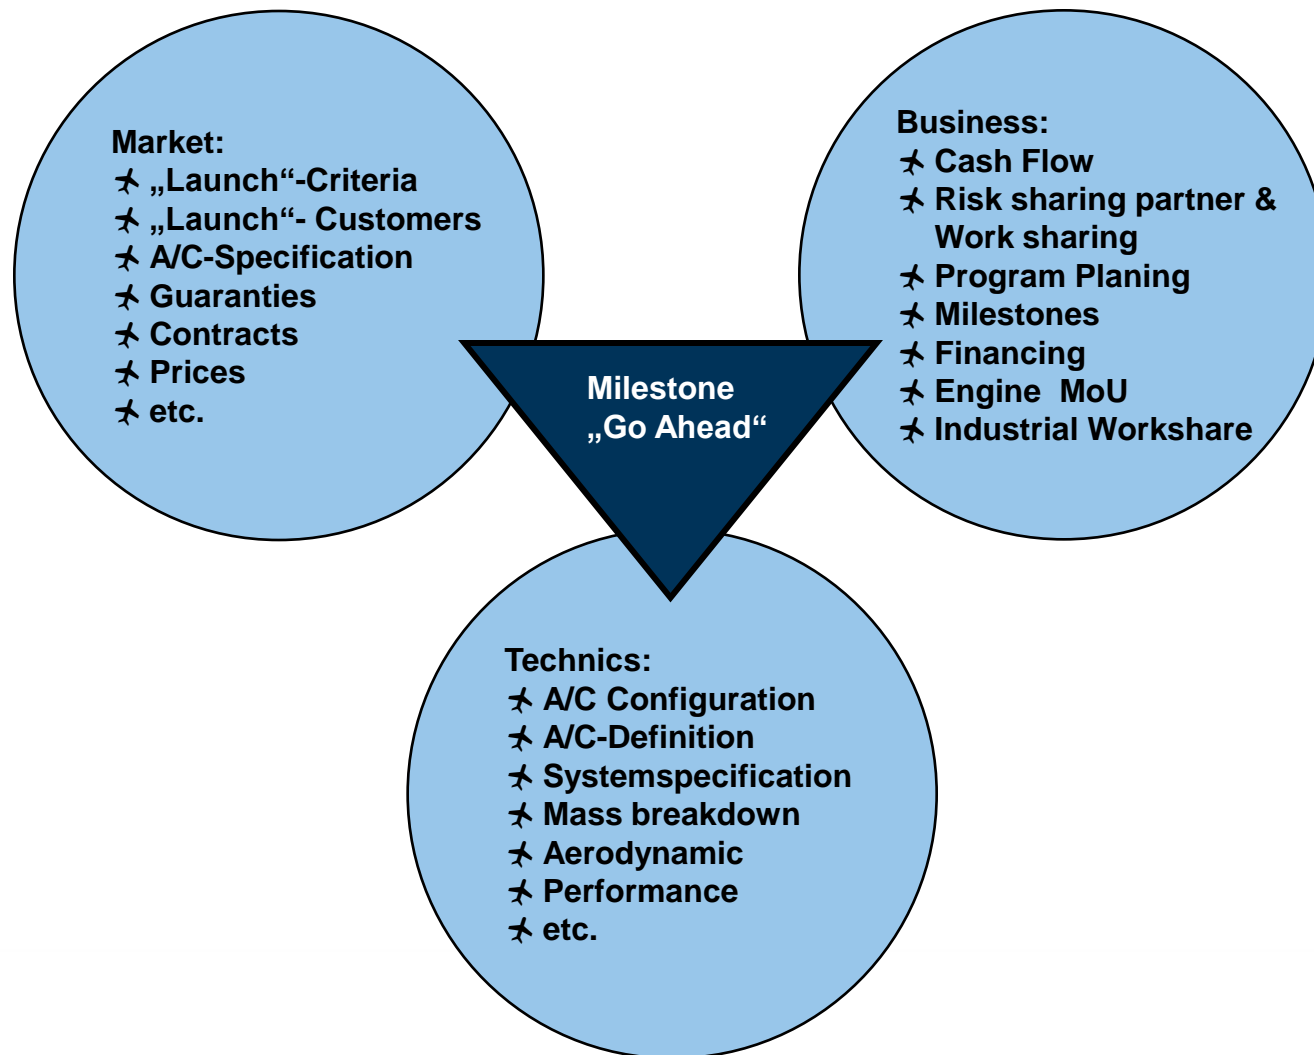 Market:
„Launch“-Criteria
„Launch“- Customers
A/C-Specification
Guaranties
Contracts
Prices
etc.
Business:
Cash Flow
Risk sharing partner &
Work sharing
Program Planing
Milestones
Financing
Engine  MoU
Industrial Workshare
Milestone
„Go Ahead“
Technics:
A/C Configuration
A/C-Definition
Systemspecification
Mass breakdown
Aerodynamic
Performance
etc.